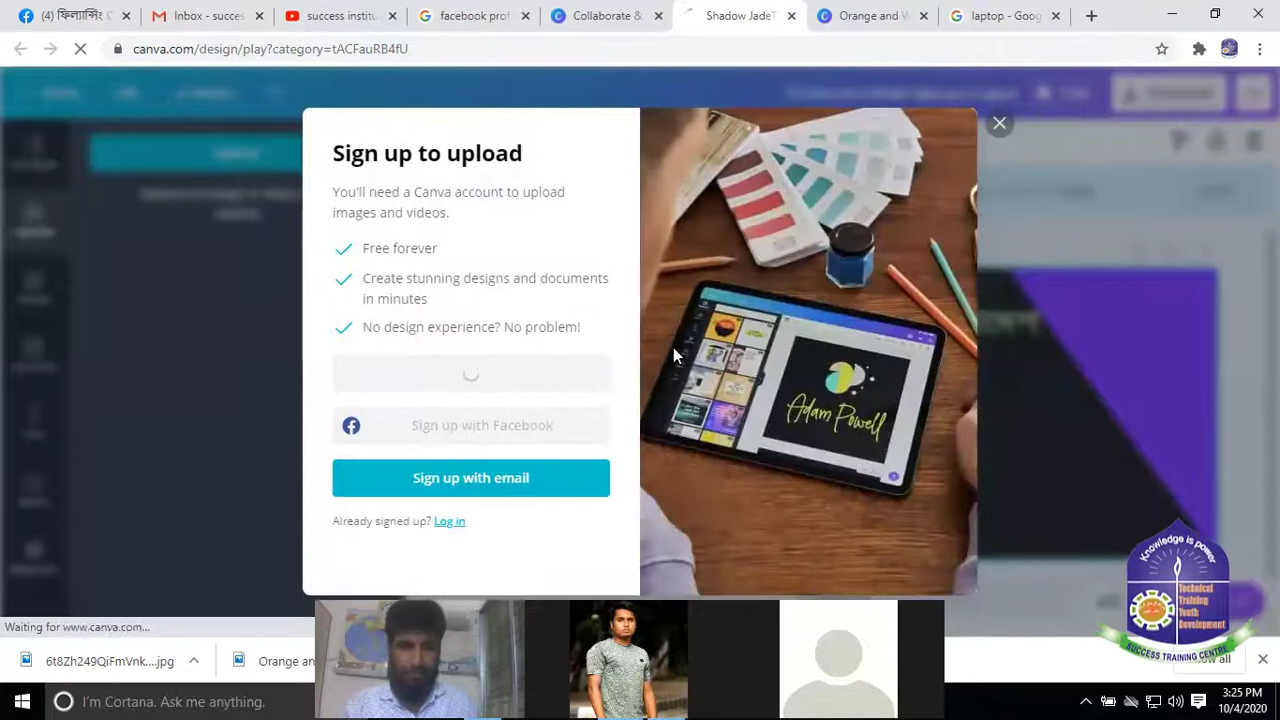 ফ্রিল্যান্সিং C
Inbox - succes
success institu
facebook prof
Collaborate &
Shadow JadeT
Orange and W
laptop - Goog
canva.com/design/play?category=tACFauRB4fU
Sign up to upload
You'll need a Canva account to upload
images and videos.
Free forever
Create stunning designs and documents
in minutes
No design experience? No problem!
Sign up with Facebook
Sign up with email
Already signed up? Log in
Adam Powell
Knowledge is power
Technical
Training
Youth
Development
SUCCESS TRAINING CENTRE
Waiting for www.canva.com...
6t8Zh249QiFmVnk....jpg
Orange an
all
I'm Cortana. Ask me anything.
3:25 PM
10/4/2020